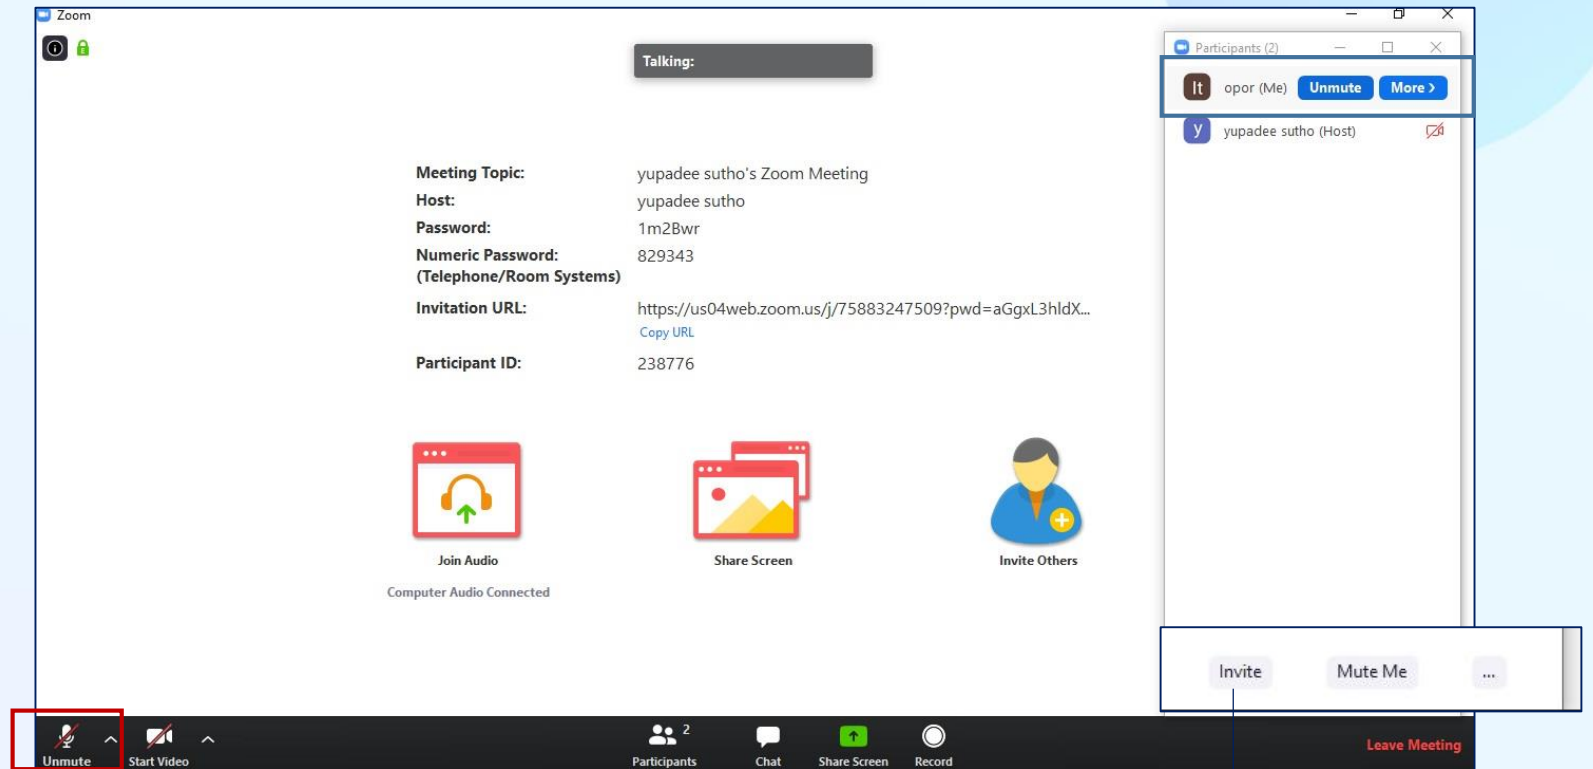 Zoom
Talking:
Participants (2)
It opor (Me) Unmute More >
y yupadee sutho (Host)
Meeting Topic: yupadee sutho's Zoom Meeting
Host: yupadee sutho
Password: 1m2Bwr
Numeric Password: 829343
(Telephone/Room Systems)
Invitation URL: https://us04web.zoom.us/j/75883247509?pwd=aGgxL3hldX...
Copy URL
Participant ID: 238776
Join Audio
Share Screen
Invite Others
Computer Audio Connected
Invite Mute Me ...
Unmute
Start Video
Participants 2
Chat
Share Screen
Record
Leave Meeting